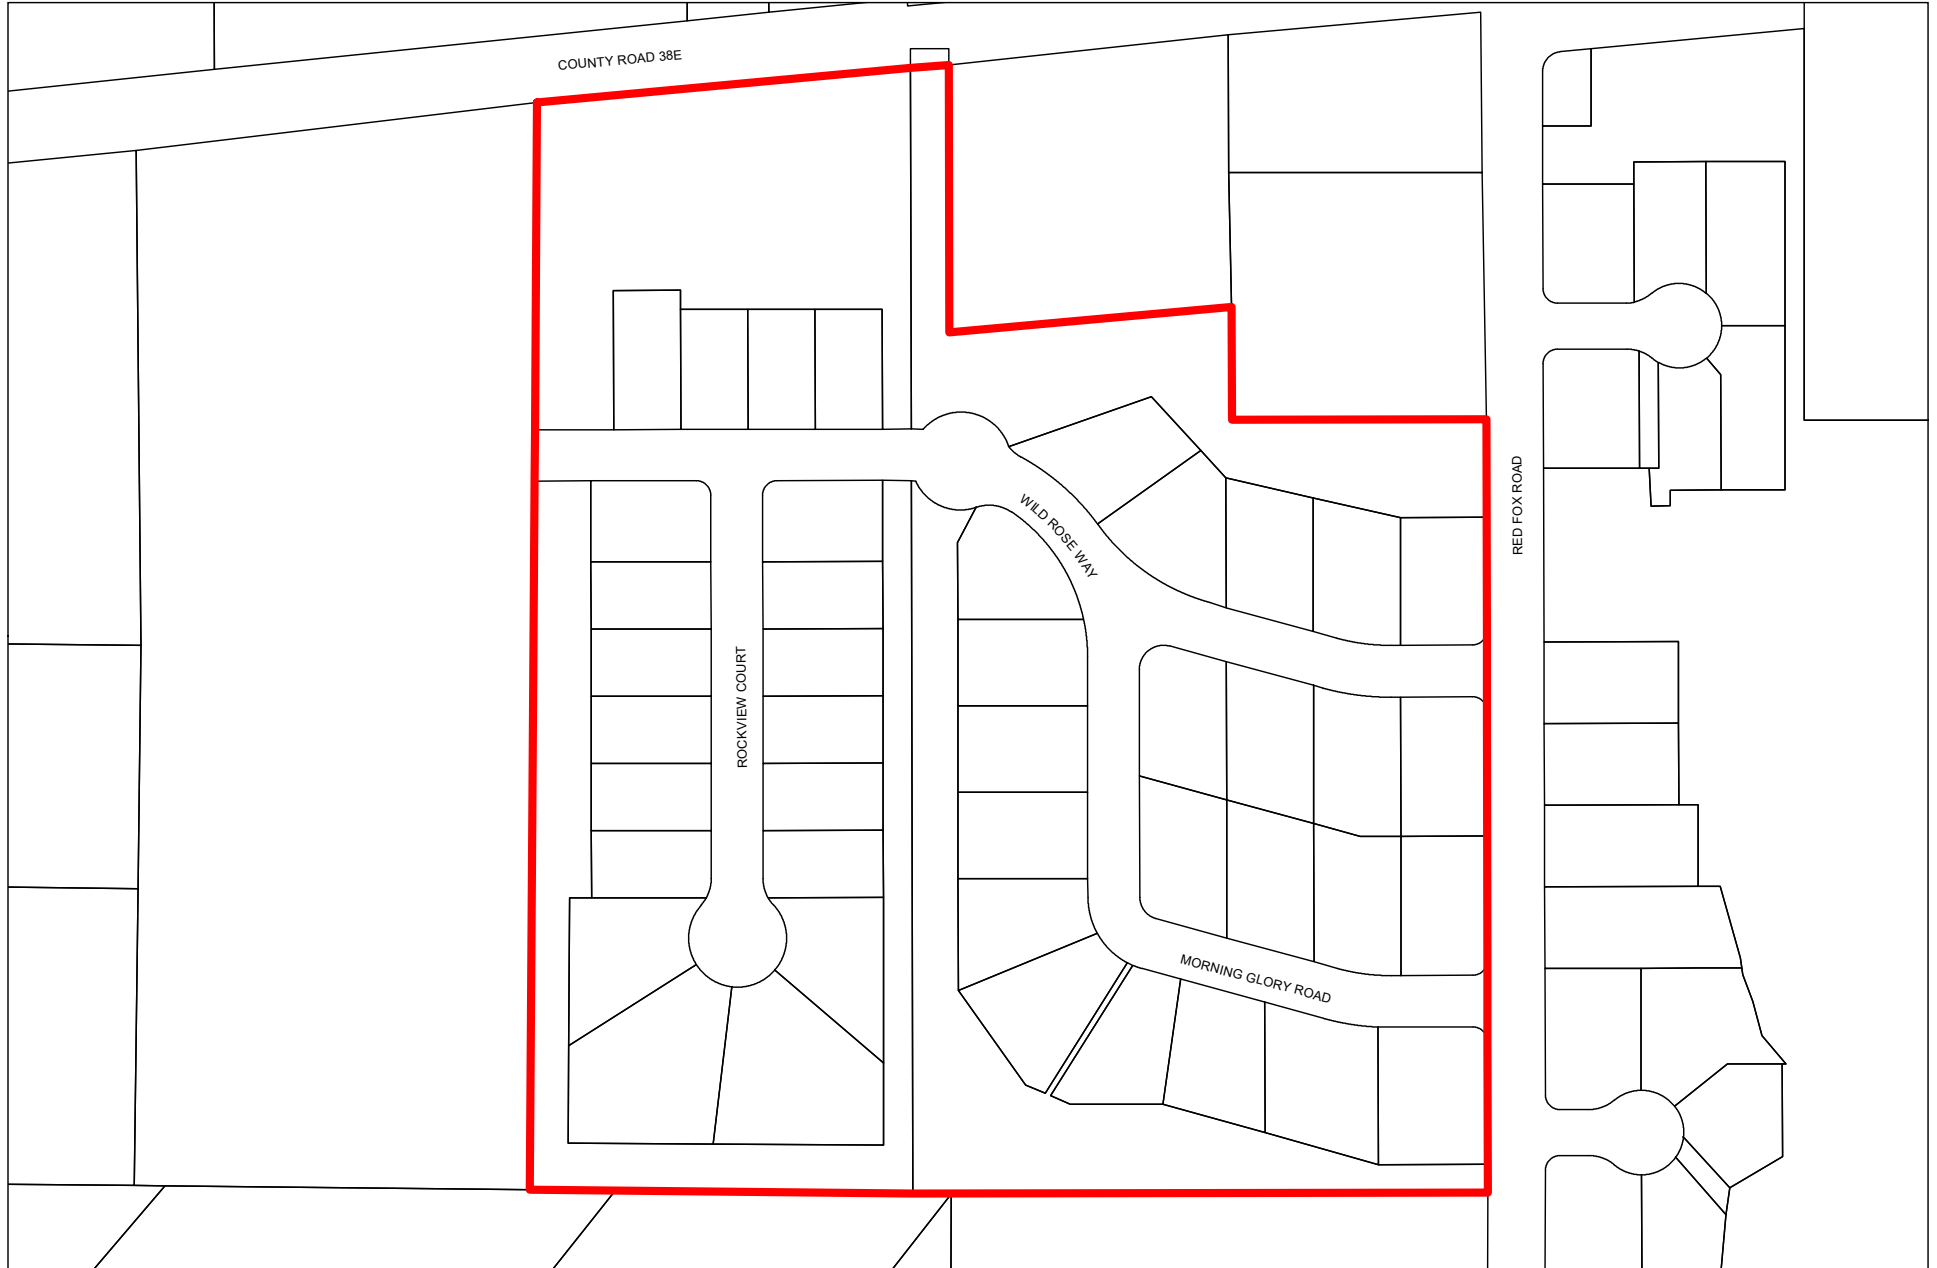 COUNTY ROAD 38E
WILD ROSE WAY
RED FOX ROAD
ROCKVIEW COURT
MORNING GLORY ROAD